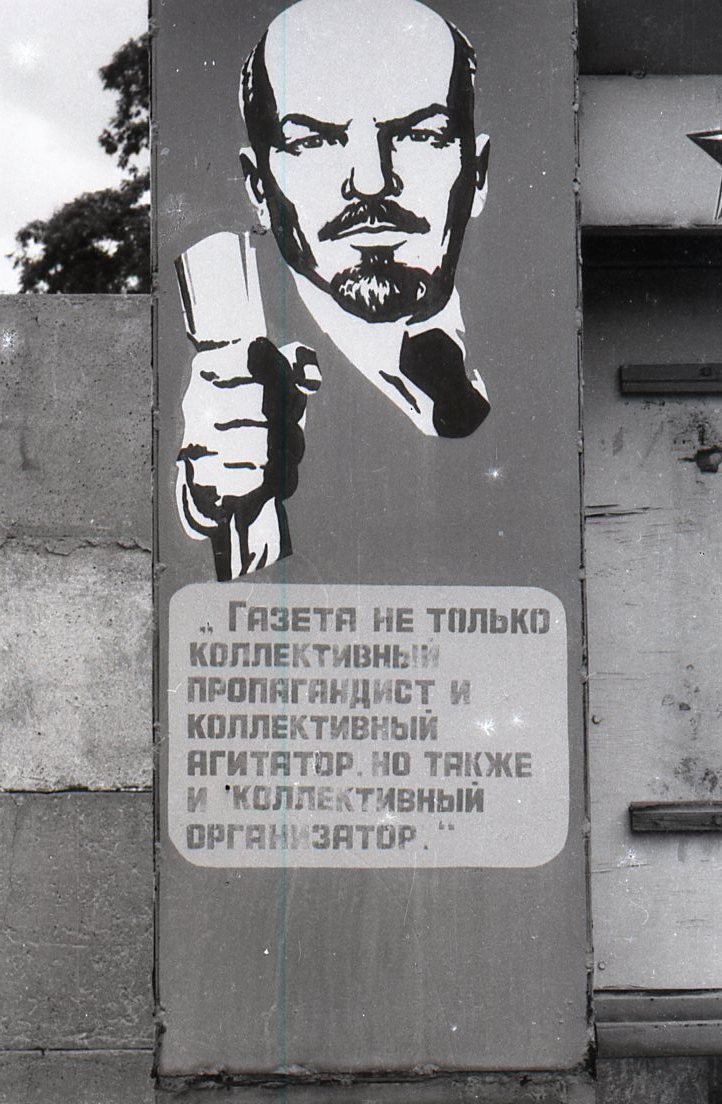 „ Газета не только
коллективный
пропагандист и
коллективный
агитатор. но также
и коллективный
организатор.“